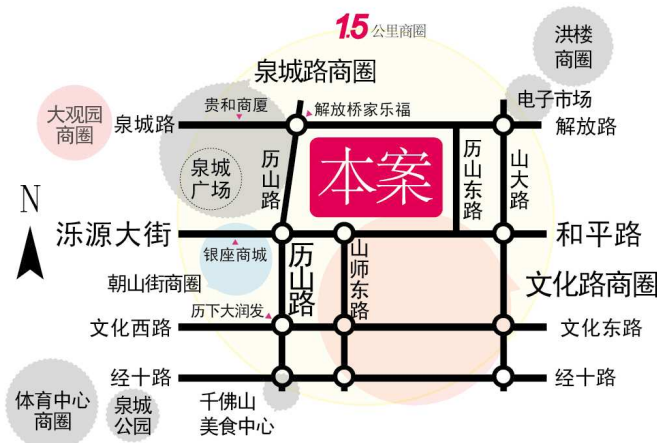 1.5公里商圈
洪楼
商圈
泉城路商圈
大观园
商圈
泉城路
贵和商厦
解放桥家乐福
电子市场
解放路
泉城
广场
历山路
本案
历山东路
山大路
N
泺源大街
和平路
银座商城
历山路
山师东路
朝山街商圈
文化路商圈
历下大润发
文化西路
文化东路
经十路
经十路
体育中心
商圈
泉城
公园
千佛山
美食中心